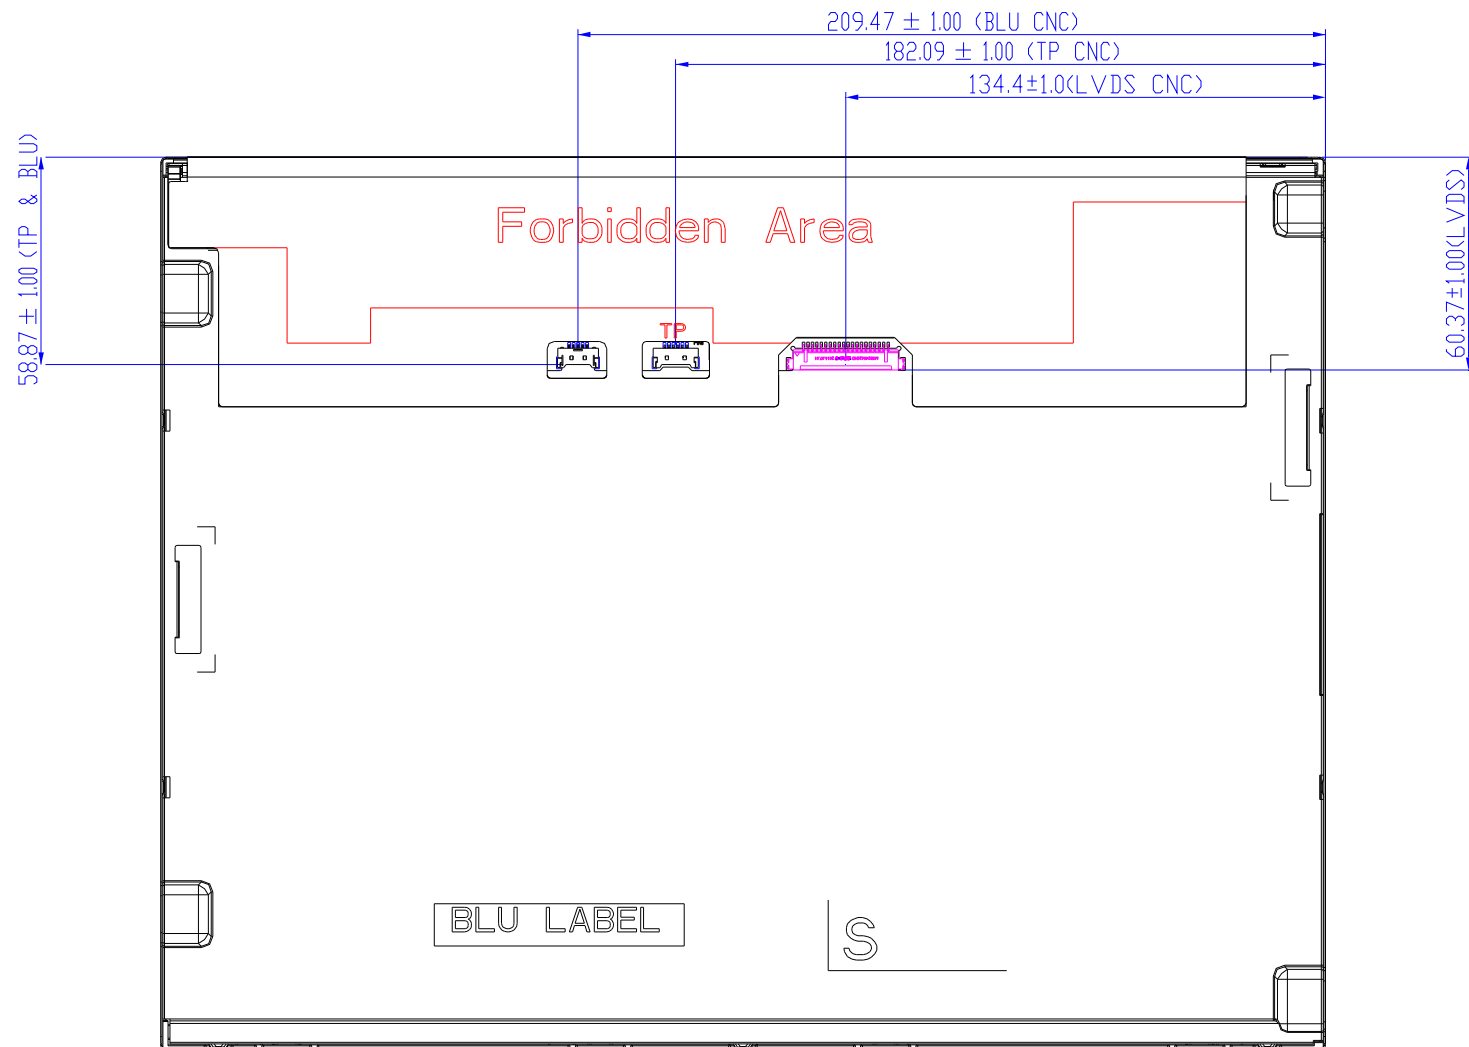 209.47 ± 1.00 (BLU CNC)
182.09 ± 1.00 (TP CNC)
134.4±1.0(LVDS CNC)
58.87 ± 1.00 (TP & BLU)
60.37±1.00(LVDS)
Forbidden Area
TP
BLU LABEL
S